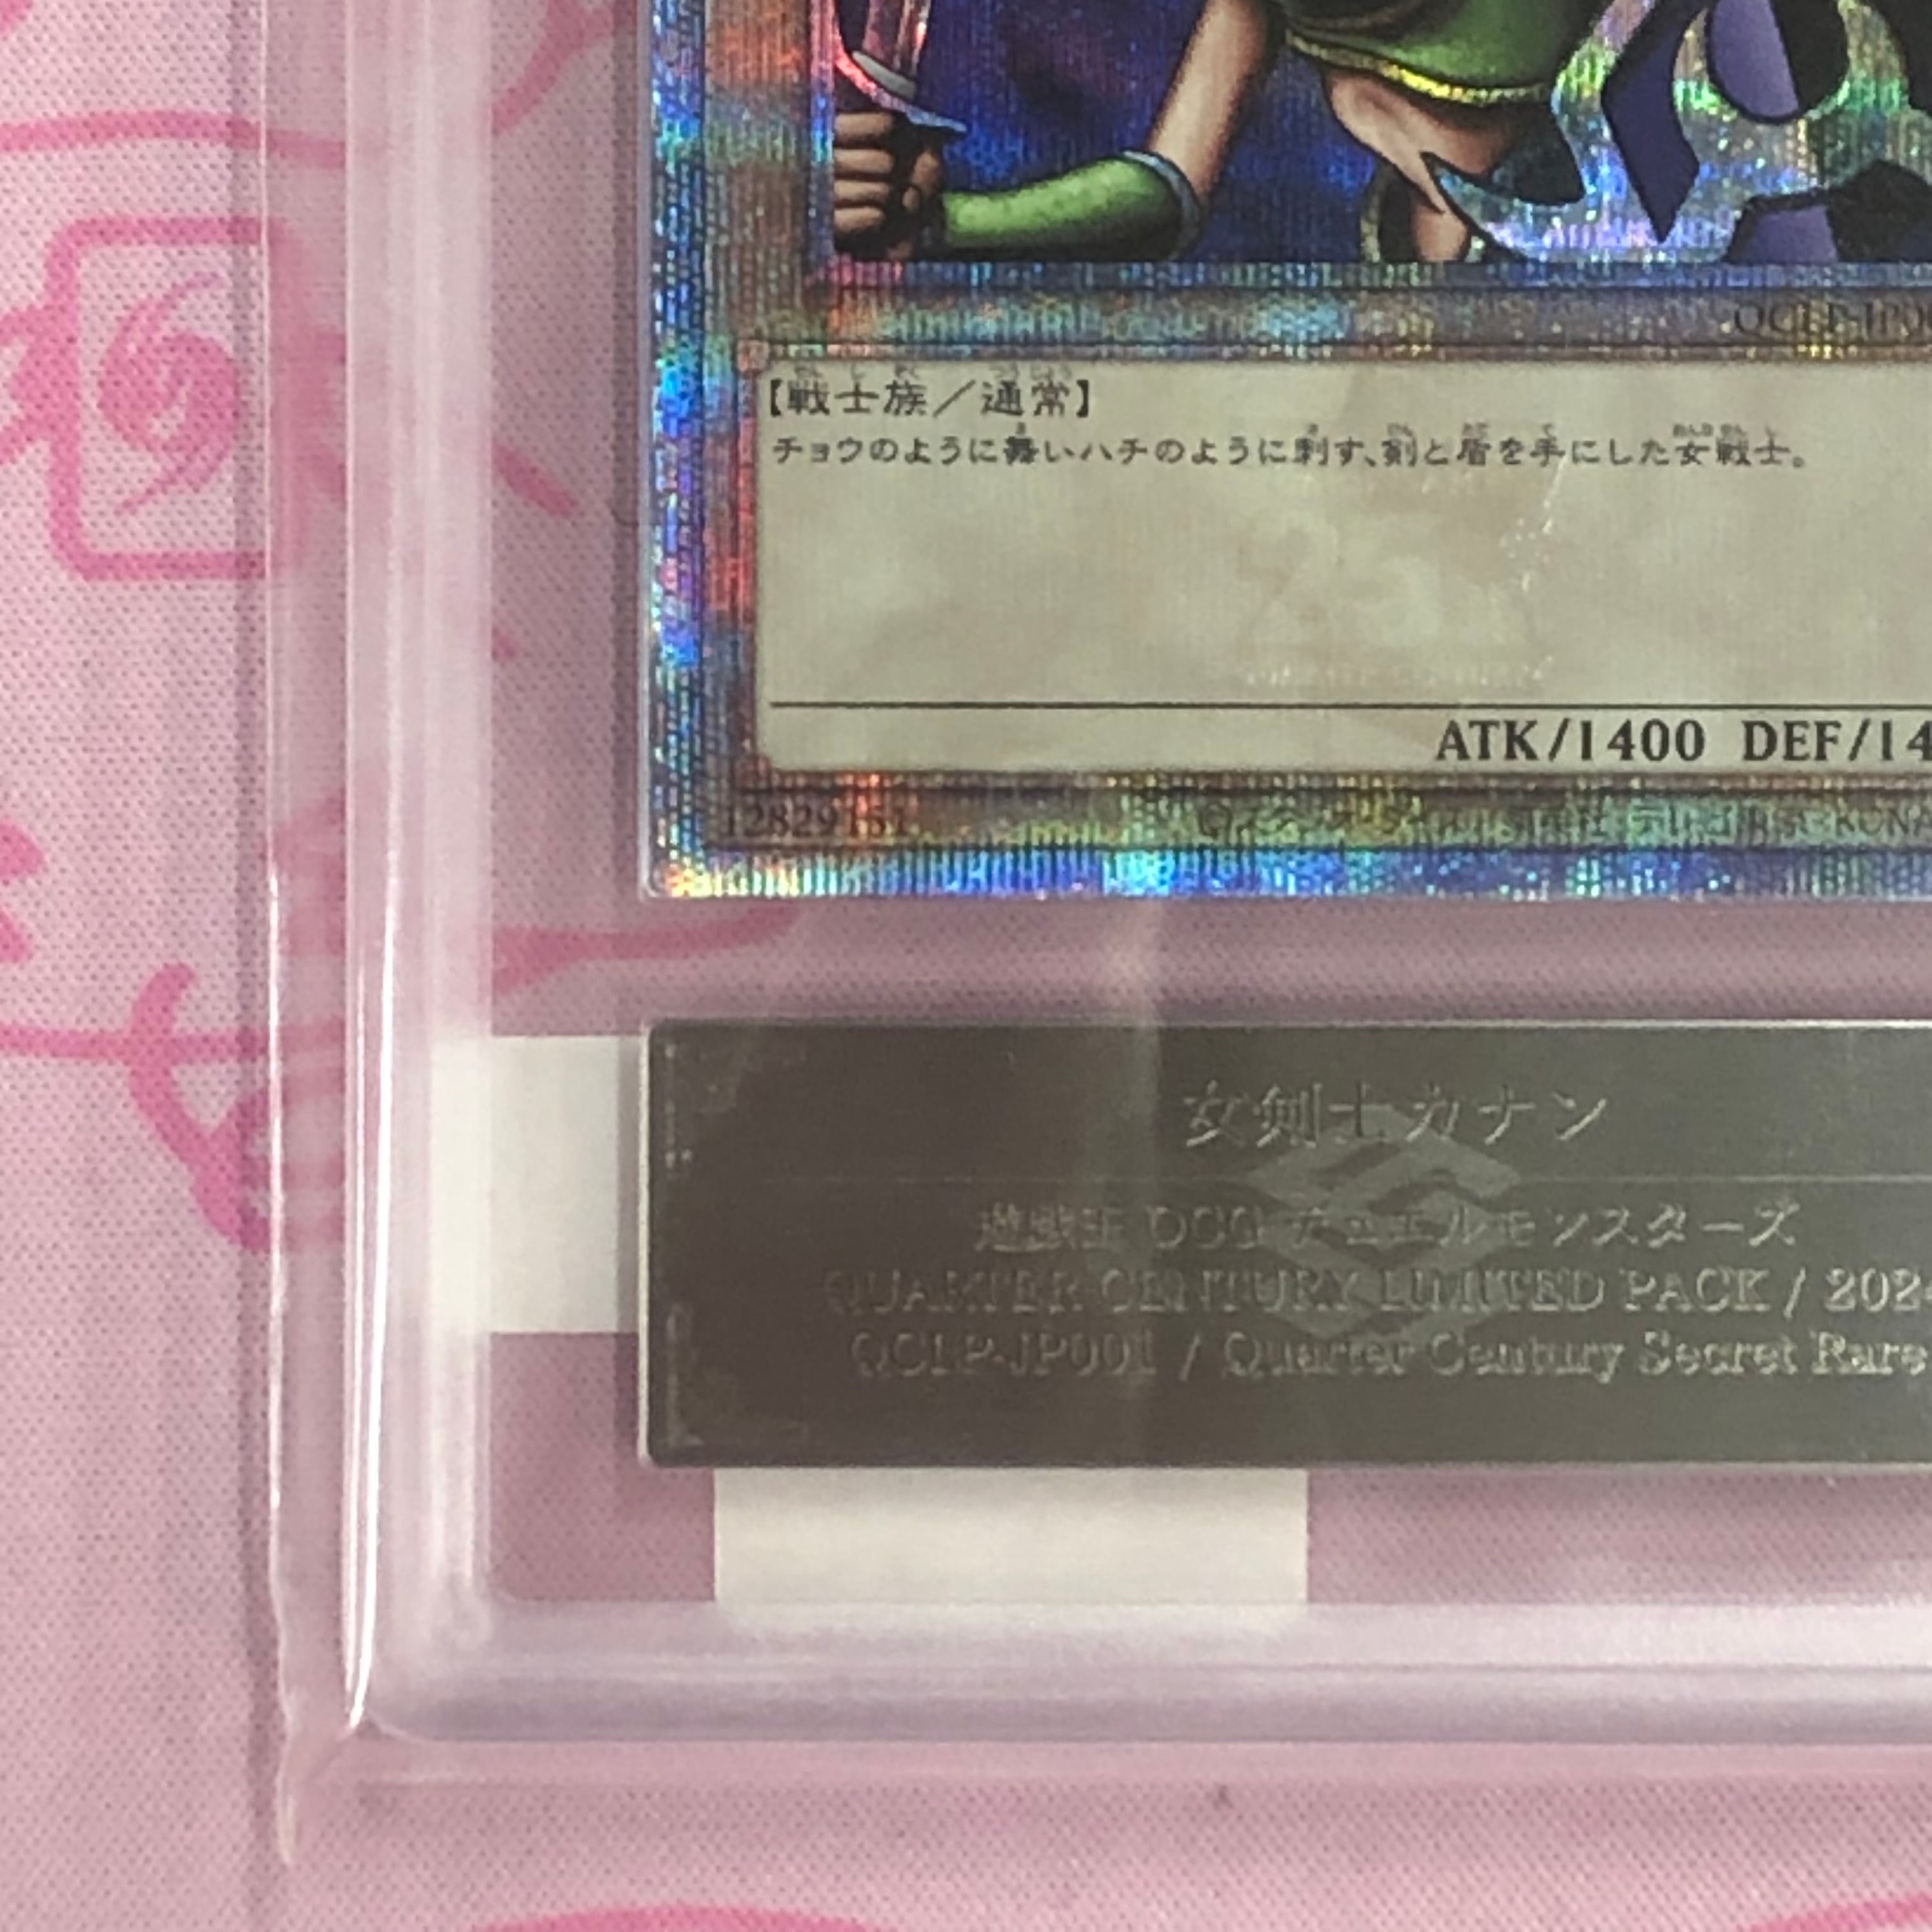 QCLP-JP0
【戦士族／通常】
チョウのように舞いハチのように刺す、剣と盾を手にした女戦士。
ATK/1400 DEF/14
女剣士カナン
遊戯王 OCG デュエルモンスターズ
QUARTER CENTURY LIMITED PACK / 202
QCLP-JP001 / Quarter Century Secret Rare